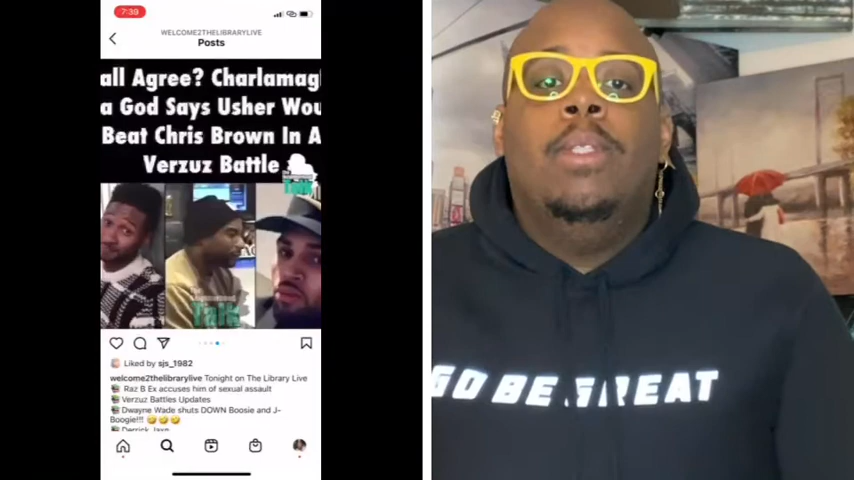 7:39
WELCOME2THELIBRARYLIVE
Posts
all Agree? Charlamag
a God Says Usher Wou
Beat Chris Brown In A
Verzuz Battle
Talk
Talk
Liked by sjs_1982
welcome2thelibrarylive Tonight on The Library Live
Raz B Ex accuses him of sexual assault
Verzuz Battles Updates
Dwayne Wade shuts DOWN Boosie and J-
Boogie!!!
GO BE GREAT